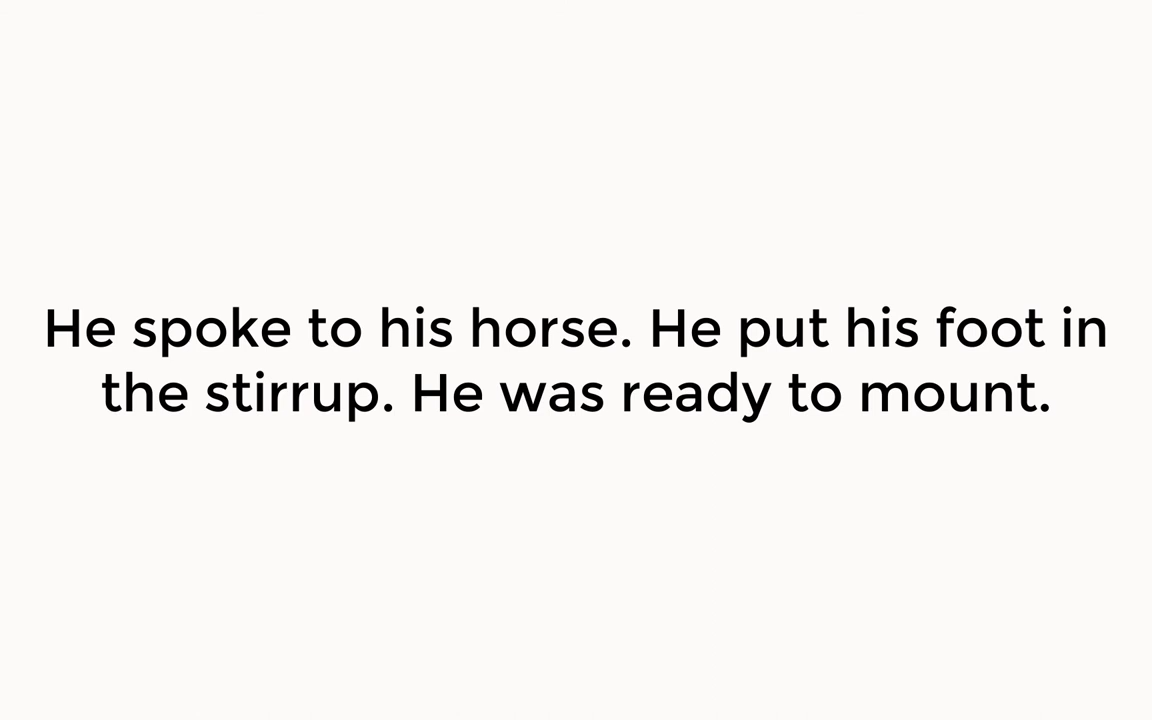 He spoke to his horse. He put his foot in
the stirrup. He was ready to mount.